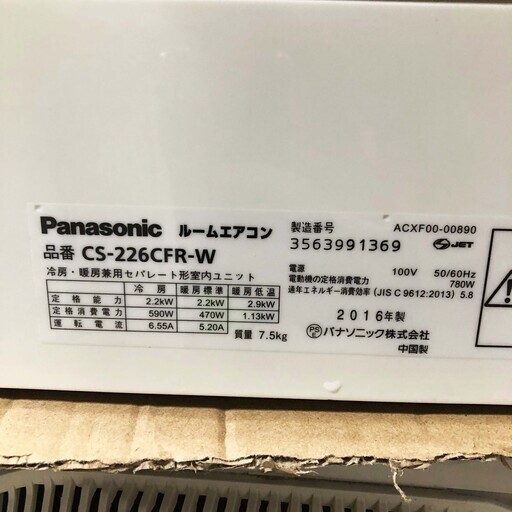 Panasonic ルームエアコン
品番 CS-226CFR-W
冷房・暖房兼用セパレート形室内ユニット
冷房 暖房標準 暖房低温
定格能力 2.2kW 2.2kW 2.9kW
定格消費電力 590W 470W 1.13kW
運転電流 6.55A 5.20A
質量 7.5kg
製造番号 ACXF00-00890
3563991369 JET
電源 100V 50/60Hz
電動機の定格消費電力 780W
通年エネルギー消費効率 (JIS C 9612:2013) 5.8
2016年製
PSE パナソニック株式会社
中国製